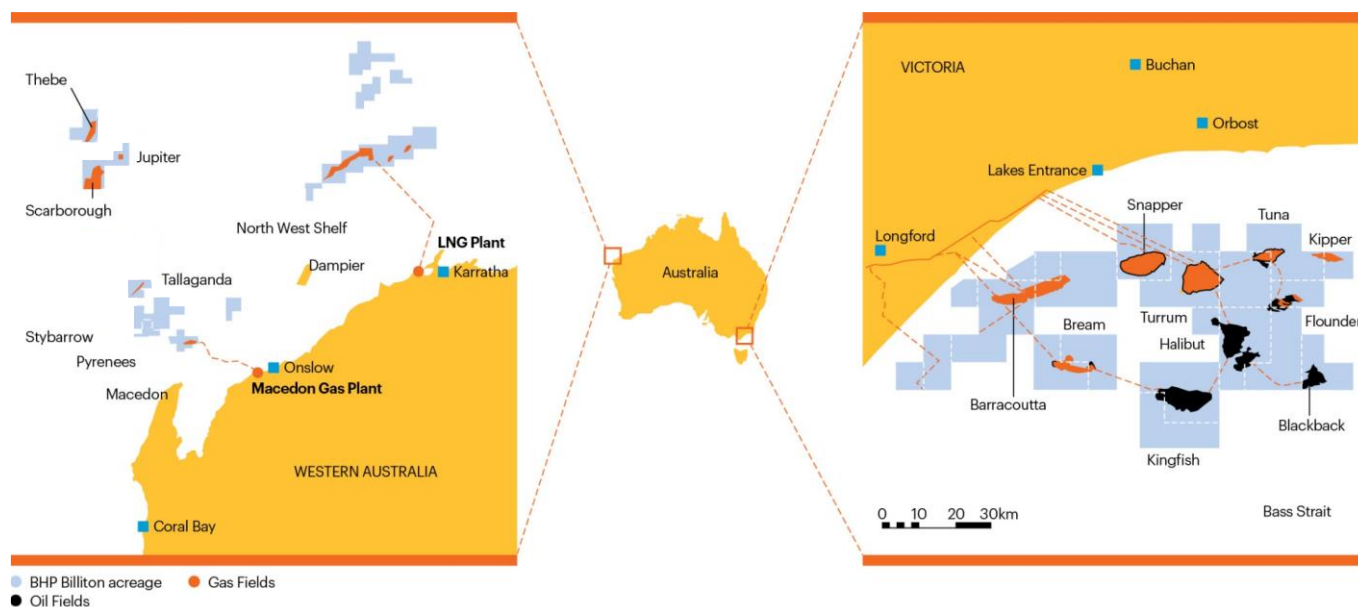 Thebe
Jupiter
Scarborough
North West Shelf
LNG Plant
Dampier
Karratha
Tallaganda
Stybarrow
Pyrenees
Onslow
Macedon Gas Plant
Macedon
WESTERN AUSTRALIA
Coral Bay
Australia
VICTORIA
Buchan
Orbost
Lakes Entrance
Snapper
Tuna
Longford
Kipper
Bream
Turrum
Flounder
Halibut
Barracoutta
Blackback
Kingfish
0 10 20 30km
Bass Strait
BHP Billiton acreage
Gas Fields
Oil Fields